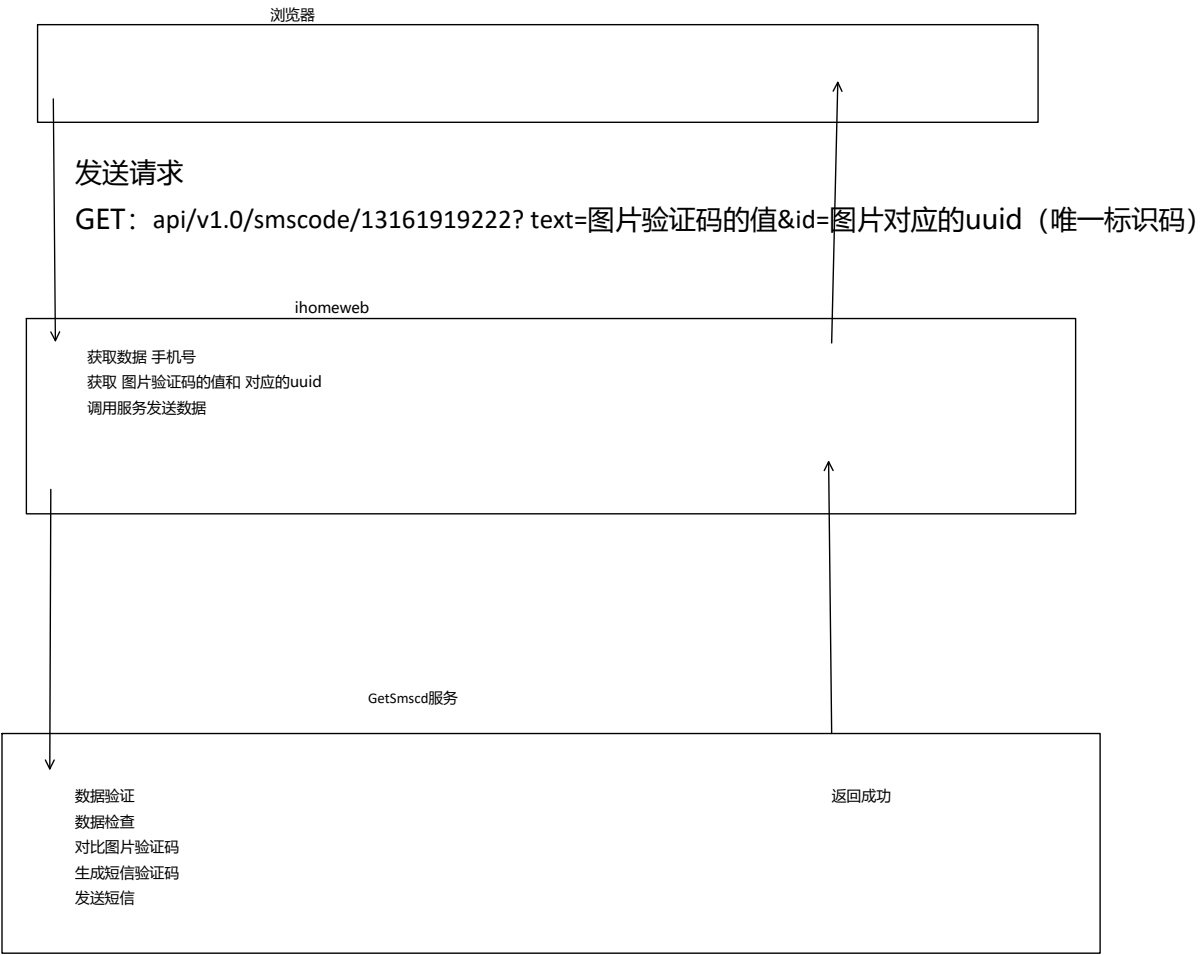 浏览器
发送请求
GET：api/v1.0/smscode/13161919222? text=图片验证码的值&id=图片对应的uuid（唯一标识码）
ihomeweb
获取数据 手机号
获取 图片验证码的值和 对应的uuid
调用服务发送数据
GetSmscd服务
数据验证
数据检查
对比图片验证码
生成短信验证码
发送短信
返回成功